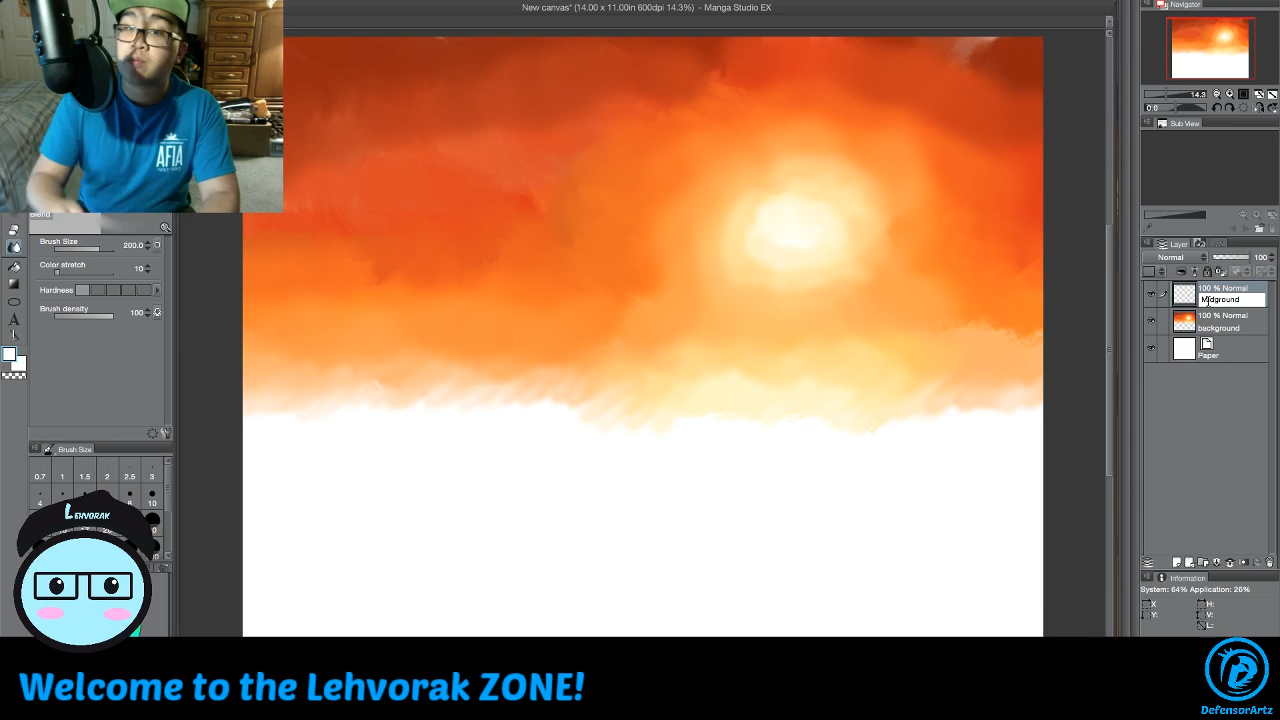 New canvas* (14.00 x 11.00in 600dpi 14.3%) - Manga Studio EX
Navigator
14.3
0.0
Sub View
AFIA
Blend
Brush Size 200.0
Color stretch 10
Hardness
Brush density 100
Layer
Normal 100
100 % Normal
Midground
100 % Normal
background
Paper
Brush Size
0.7 1 1.5 2 2.5 3
4 8 10
LEHVORAK
Information
System: 64% Application: 26%
X H:
Y: V:
L:
Welcome to the Lehvorak ZONE!
DefensorArtz